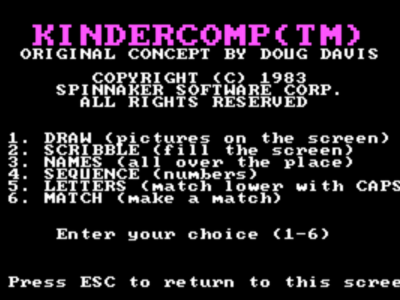 KINDERCOMP(TM)
ORIGINAL CONCEPT BY DOUG DAVIS
COPYRIGHT (C) 1983
SPINNAKER SOFTWARE CORP.
ALL RIGHTS RESERVED
1. DRAW (pictures on the screen)
2. SCRIBBLE (fill the screen)
3. NAMES (all over the place)
4. SEQUENCE (numbers)
5. LETTERS (match lower with CAPS
6. MATCH (make a match)
Enter your choice (1-6)
Press ESC to return to this scree